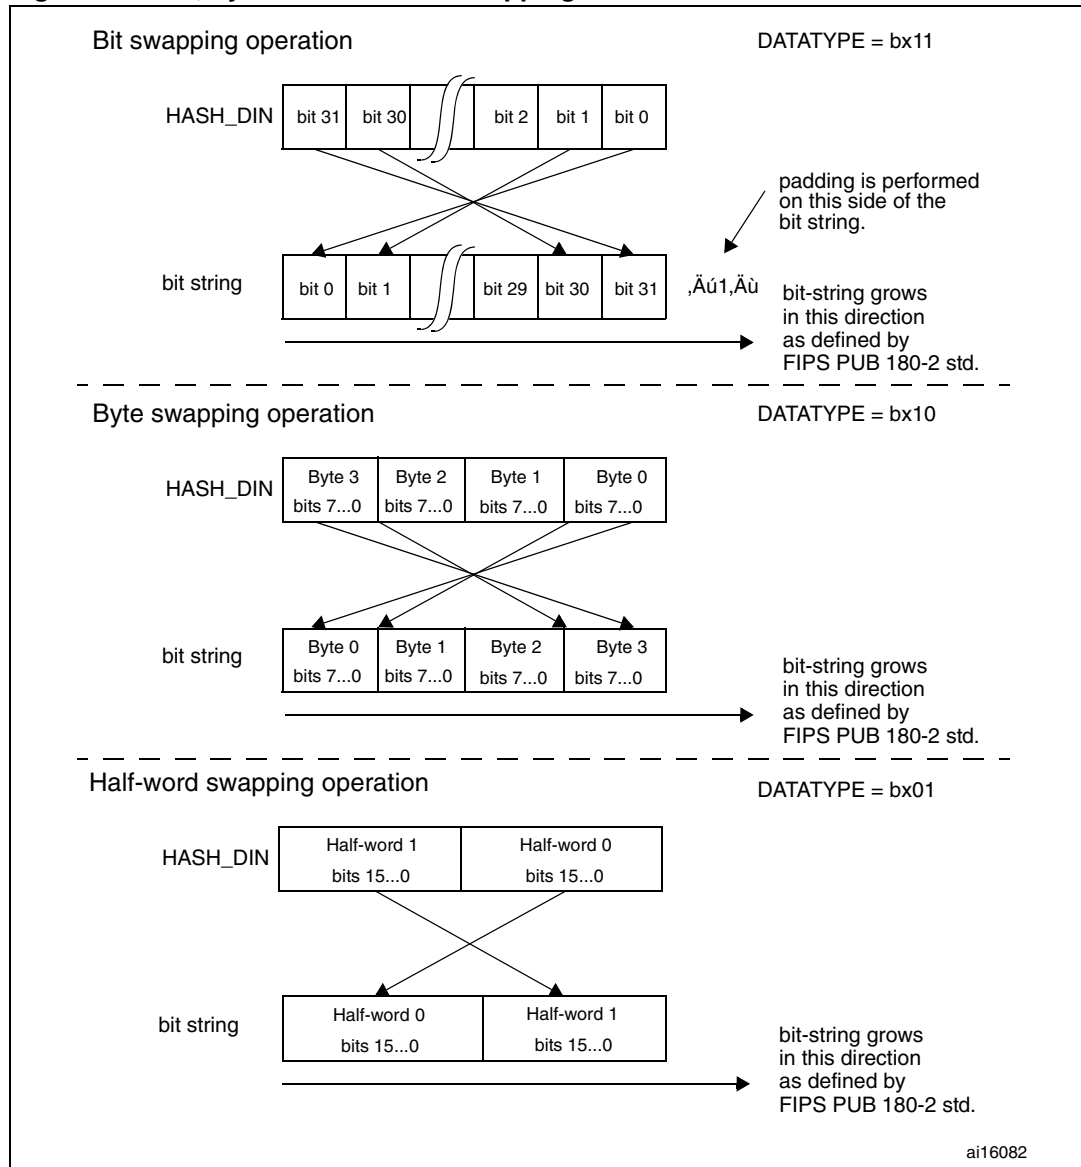 Bit swapping operation
DATATYPE = bx11
HASH_DIN
bit 31 bit 30 bit 2 bit 1 bit 0
padding is performed
on this side of the
bit string.
bit string
bit 0 bit 1 bit 29 bit 30 bit 31
‚Äú1‚Äù
bit-string grows
in this direction
as defined by
FIPS PUB 180-2 std.
Byte swapping operation
DATATYPE = bx10
HASH_DIN
Byte 3 Byte 2 Byte 1 Byte 0
bits 7...0 bits 7...0 bits 7...0 bits 7...0
bit string
Byte 0 Byte 1 Byte 2 Byte 3
bits 7...0 bits 7...0 bits 7...0 bits 7...0
bit-string grows
in this direction
as defined by
FIPS PUB 180-2 std.
Half-word swapping operation
DATATYPE = bx01
HASH_DIN
Half-word 1 Half-word 0
bits 15...0 bits 15...0
bit string
Half-word 0 Half-word 1
bits 15...0 bits 15...0
bit-string grows
in this direction
as defined by
FIPS PUB 180-2 std.
ai16082